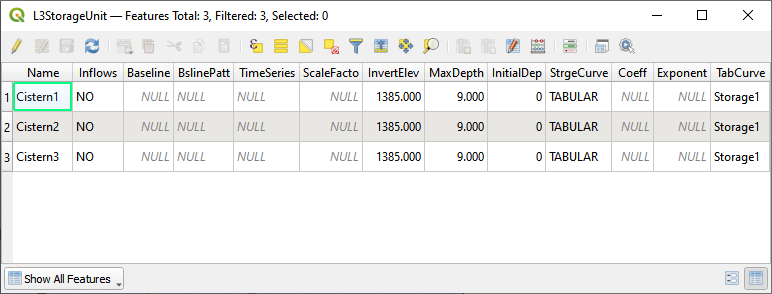 L3StorageUnit — Features Total: 3, Filtered: 3, Selected: 0
Name Inflows Baseline BslinePatt TimeSeries ScaleFacto InvertElev MaxDepth InitialDep StrgeCurve Coeff Exponent TabCurve
1 Cistern1 NO NULL NULL NULL NULL 1385.000 9.000 0 TABULAR NULL NULL Storage1
2 Cistern2 NO NULL NULL NULL NULL 1385.000 9.000 0 TABULAR NULL NULL Storage1
3 Cistern3 NO NULL NULL NULL NULL 1385.000 9.000 0 TABULAR NULL NULL Storage1
Show All Features